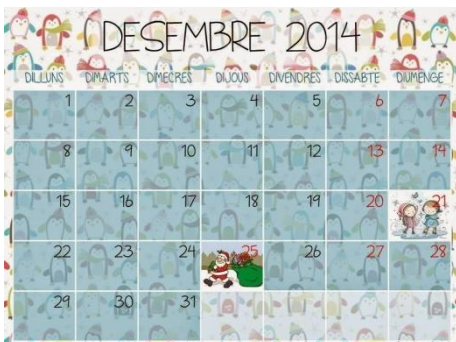 DESEMBRE 2014
DILLUNS DIMARTS DIMECRES DIJOUS DIVENDRES DISSABTE DIUMENGE
1 2 3 4 5 6 7
8 9 10 11 12 13 14
15 16 17 18 19 20 21
22 23 24 25 26 27 28
29 30 31